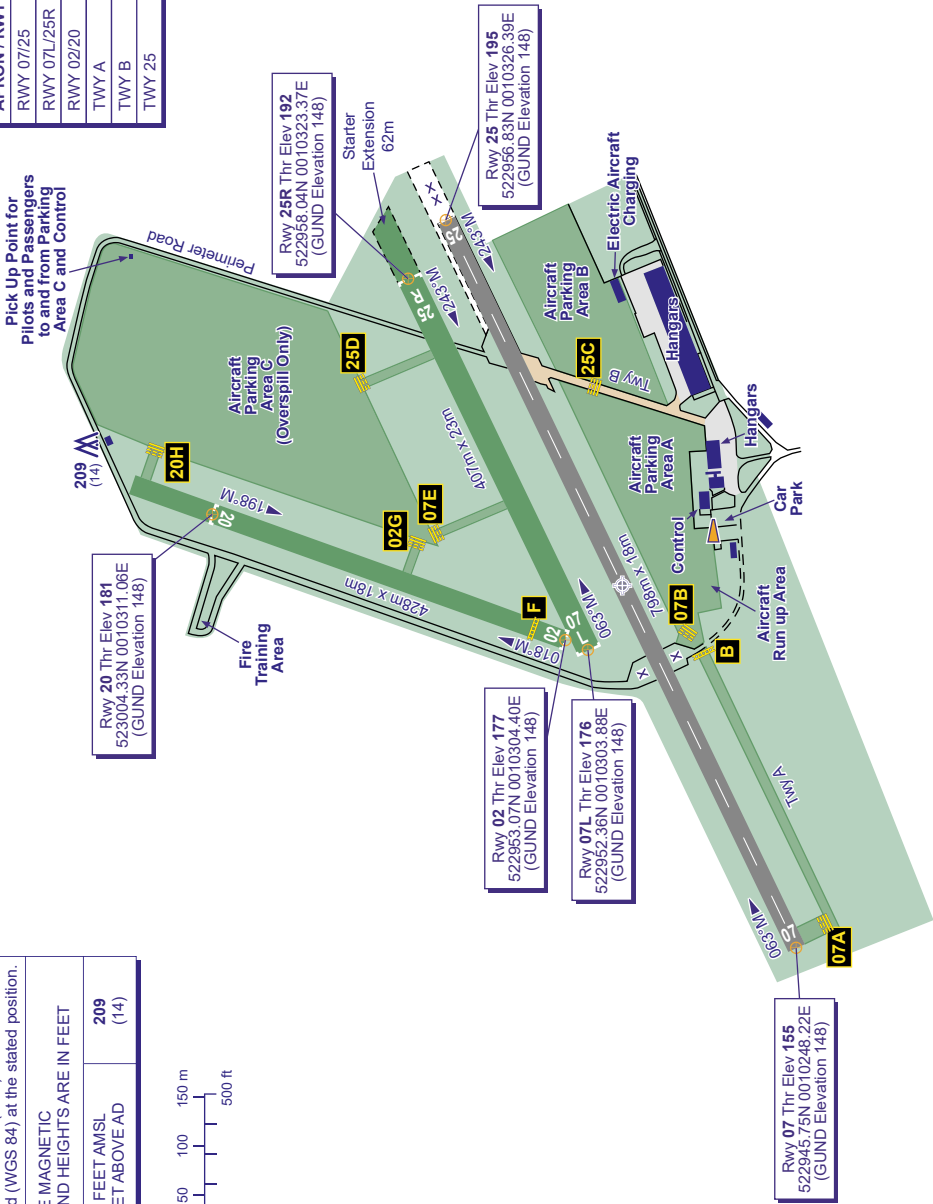 APRON / RWY
RWY 07/25
RWY 07L/25R
RWY 02/20
TWY A
TWY B
TWY 25
Pick Up Point for
Pilots and Passengers
to and from Parking
Area C and Control
Perimeter Road
209
(14)
20H
Aircraft
Parking
Area C
(Overspill Only)
25D
Rwy 25R Thr Elev 192
522958.04N 0010323.37E
(GUND Elevation 148)
Starter
Extension
62m
Rwy 25 Thr Elev 195
522956.83N 0010326.39E
(GUND Elevation 148)
25 R
243°M
25
243°M
X
X
Rwy 20 Thr Elev 181
523004.33N 0010311.06E
(GUND Elevation 148)
20
198°M
Fire
Training
Area
428m x 18m
02G
07E
407m x 23m
F
018°M
02
07
L
063°M
798m x 18m
Rwy 02 Thr Elev 177
522953.07N 0010304.40E
(GUND Elevation 148)
Rwy 07L Thr Elev 176
522952.36N 0010303.88E
(GUND Elevation 148)
Aircraft
Parking
Area B
Electric Aircraft
Charging
25C
Twy B
Hangars
Aircraft
Parking
Area A
Hangars
H
Control
Car
Park
07B
Aircraft
Run up Area
B
X
X
Twy A
063°M
07
07A
Rwy 07 Thr Elev 155
522945.75N 0010248.22E
(GUND Elevation 148)
d (WGS 84) at the stated position.
E MAGNETIC
ND HEIGHTS ARE IN FEET
FEET AMSL
ET ABOVE AD
209
(14)
50
100
150 m
500 ft